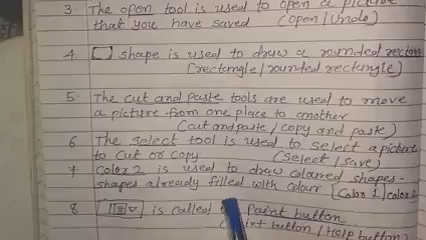 3. The open tool is used to open a picture
that you have saved (open/Undo)
4. shape is used to draw a rounded rectan
(rectangle/rounded rectangle)
5. The cut and paste tools are used to move
a picture from one place to another
(cut and paste/copy and paste)
6 The select tool is used to select a picture
to cut or copy (select/save)
7 Color 2 is used to draw coloured shapes-
shapes already filled with colour (color 1/color 2
8 is called paint button
int button/Help button)